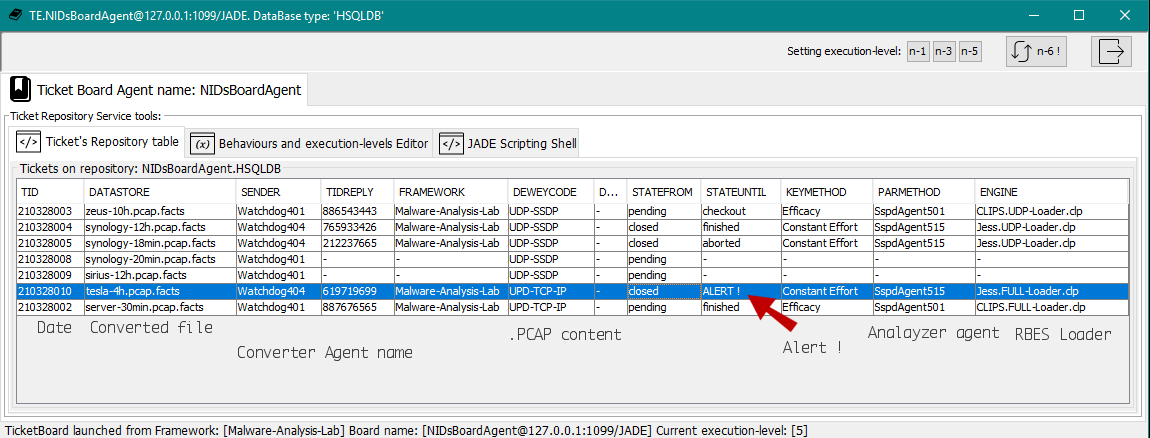 TE.NIDsBoardAgent@127.0.0.1:1099/JADE. DataBase type: 'HSQLDB'
Setting execution-level: n-1 n-3 n-5 n-6 !
Ticket Board Agent name: NIDsBoardAgent
Ticket Repository Service tools:
</> Ticket's Repository table (x) Behaviours and execution-levels Editor </> JADE Scripting Shell
Tickets on repository: NIDsBoardAgent.HSQLDB
TID DATASTORE SENDER TIDREPLY FRAMEWORK DEWEYCODE D... STATEFROM STATEUNTIL KEYMETHOD PARMETHOD ENGINE
210328003 zeus-10h.pcap.facts Watchdog401 886543443 Malware-Analysis-Lab UDP-SSDP - pending checkout Efficacy SspdAgent501 CLIPS.UDP-Loader.clp
210328004 synology-12h.pcap.facts Watchdog404 765933426 Malware-Analysis-Lab UDP-SSDP - closed finished Constant Effort SspdAgent515 Jess.UDP-Loader.clp
210328005 synology-18min.pcap.facts Watchdog404 212237665 Malware-Analysis-Lab UDP-SSDP - closed aborted Constant Effort SspdAgent515 Jess.UDP-Loader.clp
210328008 synology-20min.pcap.facts Watchdog401 - - UDP-SSDP - pending - - - -
210328009 sirius-12h.pcap.facts Watchdog401 - - UDP-SSDP - pending - - - -
210328010 tesla-4h.pcap.facts Watchdog404 619719699 Malware-Analysis-Lab UPD-TCP-IP - closed ALERT ! Constant Effort SspdAgent515 Jess.FULL-Loader.clp
210328002 server-30min.pcap.facts Watchdog401 887676565 Malware-Analysis-Lab UPD-TCP-IP - pending finished Efficacy SspdAgent515 CLIPS.FULL-Loader.clp
Date Converted file .PCAP content Analayzer agent RBES Loader
Converter Agent name Alert !
TicketBoard launched from Framework: [Malware-Analysis-Lab] Board name: [NIDsBoardAgent@127.0.0.1:1099/JADE] Current execution-level: [5]